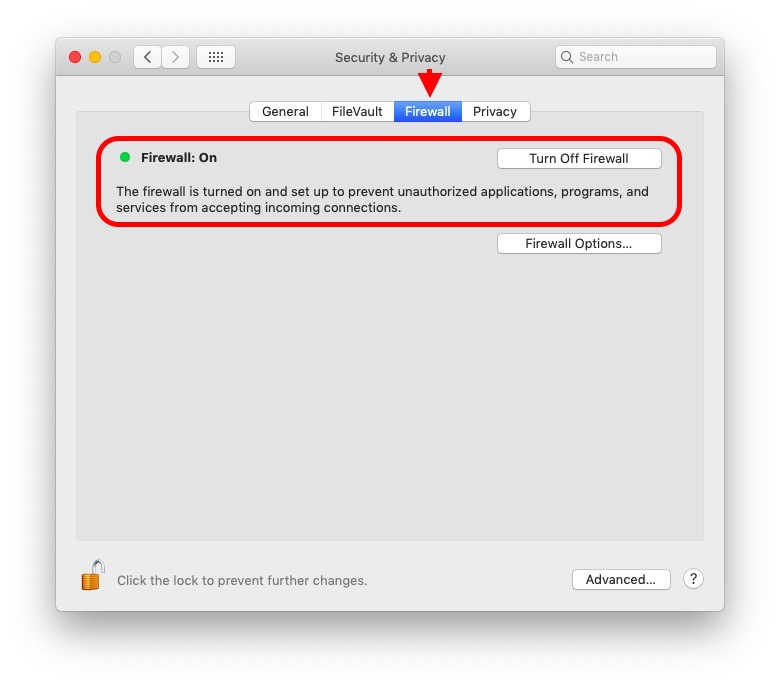 Security & Privacy
Search
General
FileVault
Firewall
Privacy
Firewall: On
Turn Off Firewall
The firewall is turned on and set up to prevent unauthorized applications, programs, and
services from accepting incoming connections.
Firewall Options...
Click the lock to prevent further changes.
Advanced...
?